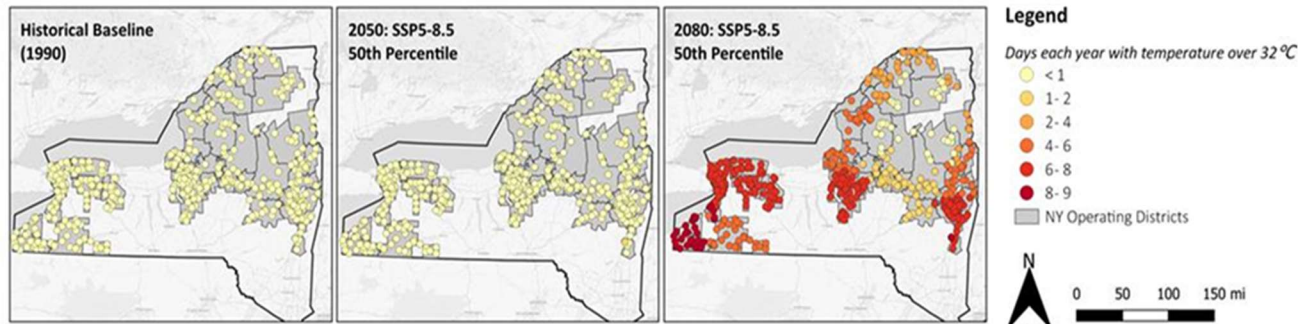 Historical Baseline
(1990)
2050: SSP5-8.5
50th Percentile
2080: SSP5-8.5
50th Percentile
Legend
Days each year with temperature over 32°C
< 1
1- 2
2- 4
4- 6
6- 8
8- 9
NY Operating Districts
N
0 50 100 150 mi